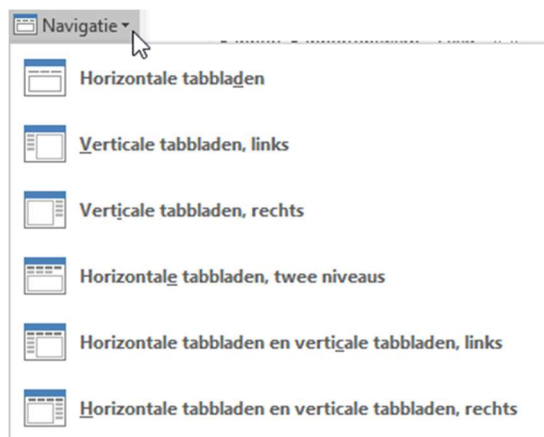 Navigatie
Horizontale tabbladen
Verticale tabbladen, links
Verticale tabbladen, rechts
Horizontale tabbladen, twee niveaus
Horizontale tabbladen en verticale tabbladen, links
Horizontale tabbladen en verticale tabbladen, rechts